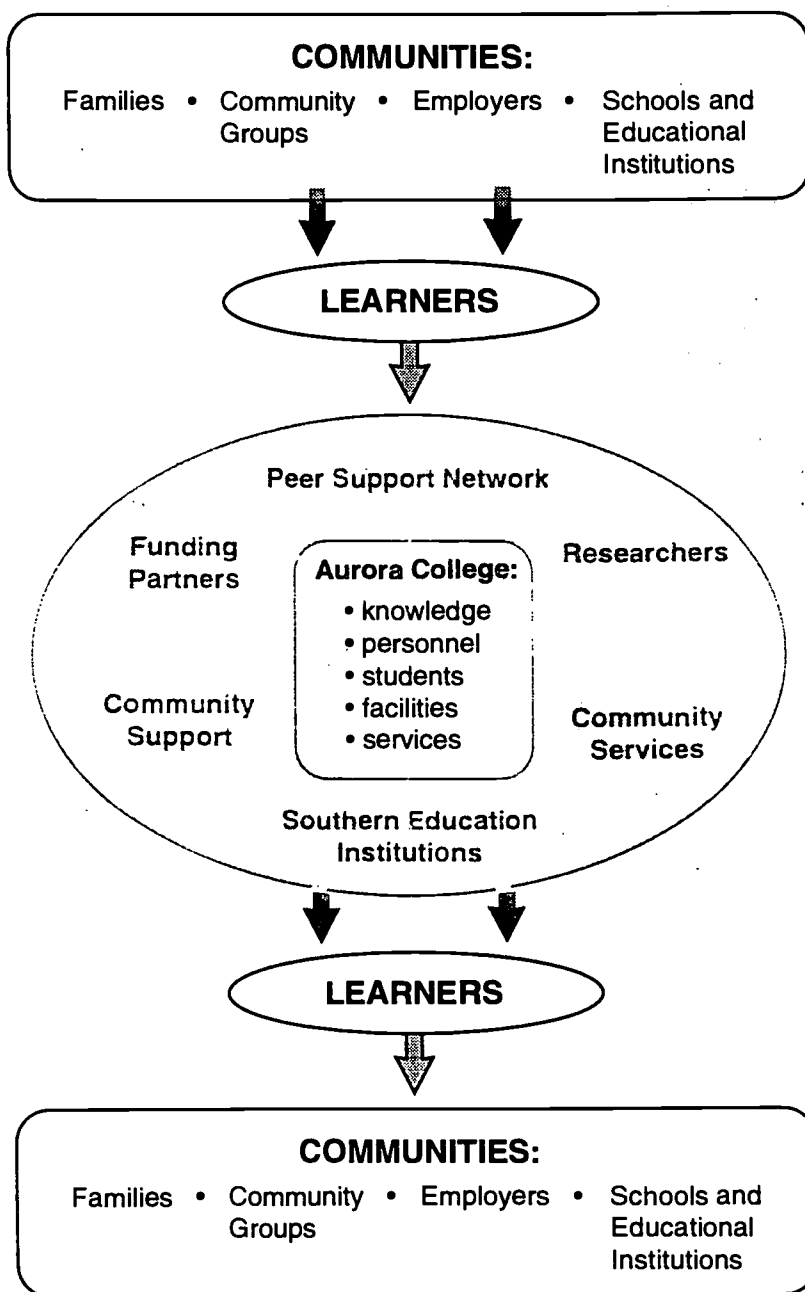 COMMUNITIES:
Families • Community Groups • Employers • Schools and Educational Institutions
LEARNERS
Peer Support Network
Funding Partners
Researchers
Aurora College:
• knowledge
• personnel
• students
• facilities
• services
Community Support
Community Services
Southern Education
Institutions
LEARNERS
COMMUNITIES:
Families • Community Groups • Employers • Schools and Educational Institutions